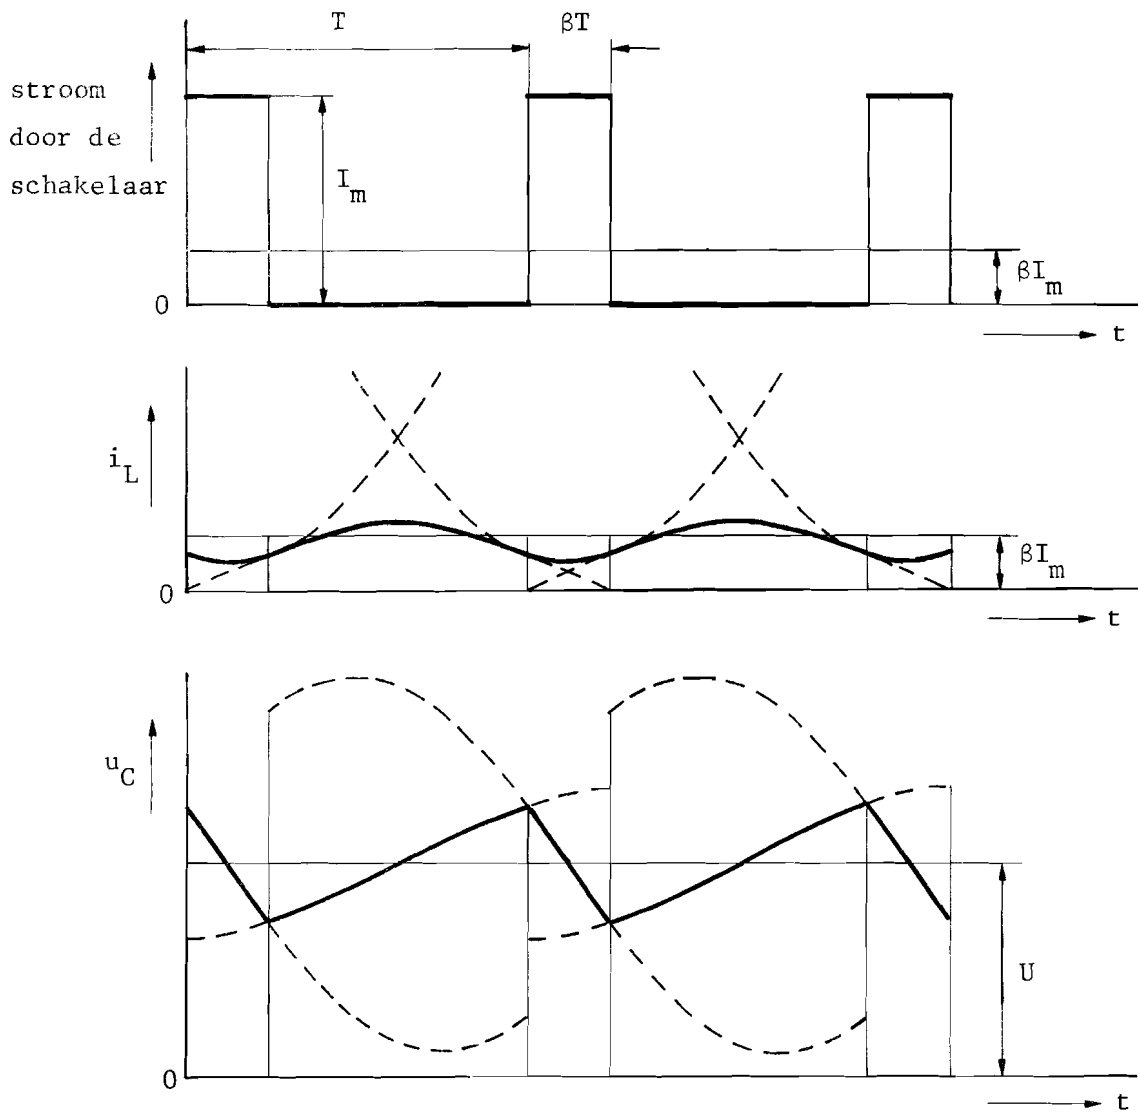 T
βT
stroom
door de
schakelaar
I_m
βI_m
0
t
i_L
βI_m
0
t
u_C
U
0
t